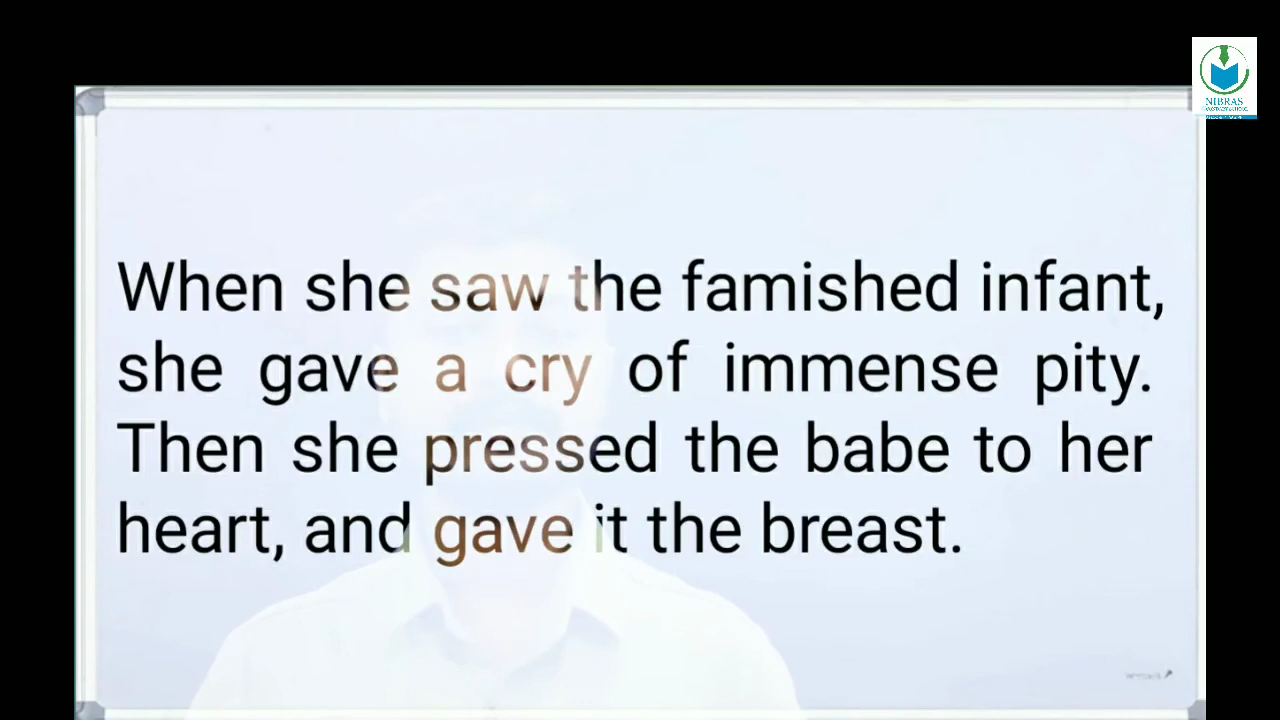 NIBRAS
When she saw the famished infant,
she gave a cry of immense pity.
Then she pressed the babe to her
heart, and gave it the breast.